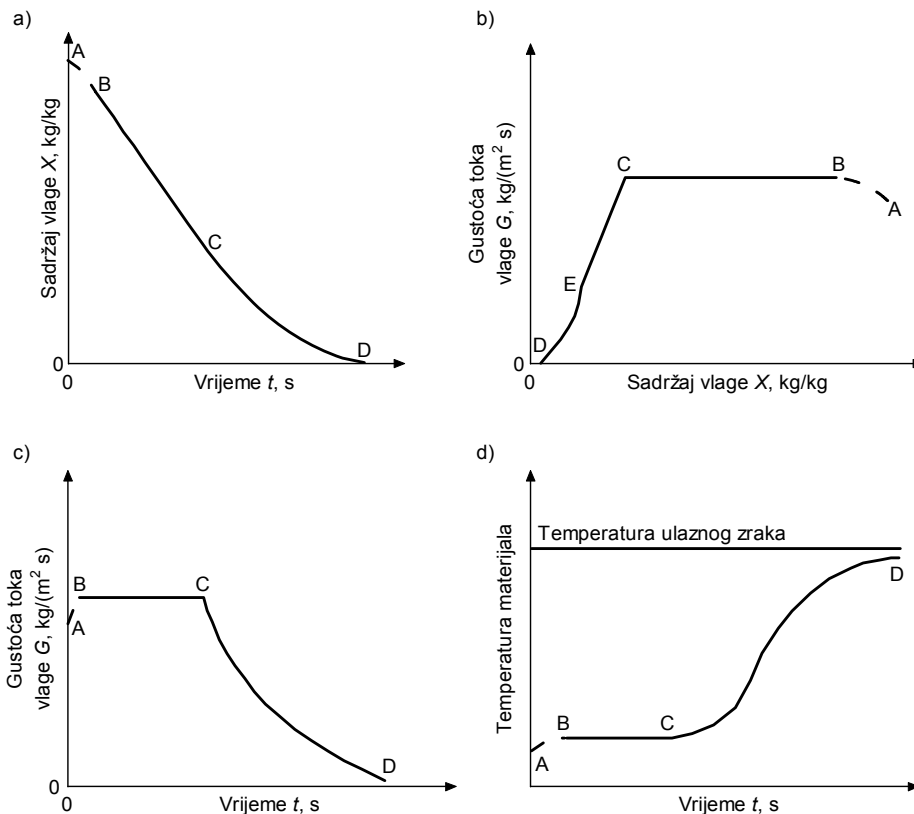 a)
Sadržaj vlage X, kg/kg
A
B
C
D
0
0
Vrijeme t, s
b)
Gustoća toka
vlage G, kg/(m² s)
C
B
A
E
D
0
0
Sadržaj vlage X, kg/kg
c)
Gustoća toka
vlage G, kg/(m² s)
B
C
A
D
0
0
Vrijeme t, s
d)
Temperatura materijala
Temperatura ulaznog zraka
D
B
C
A
Vrijeme t, s